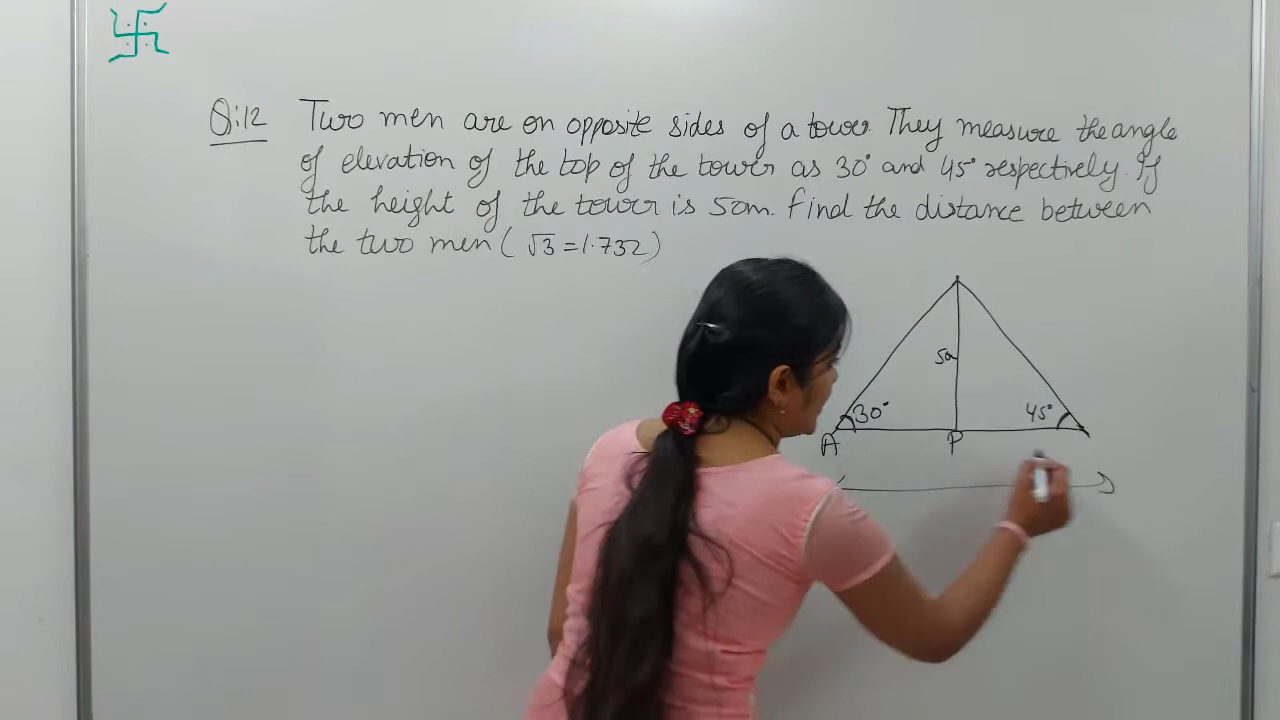 Q:12 Two men are on opposite sides of a tower. They measure the angle
of elevation of the top of the tower as 30° and 45° respectively. If
the height of the tower is 50m. find the distance between
the two men (√3 = 1.732)
50
30°
45°
A
P